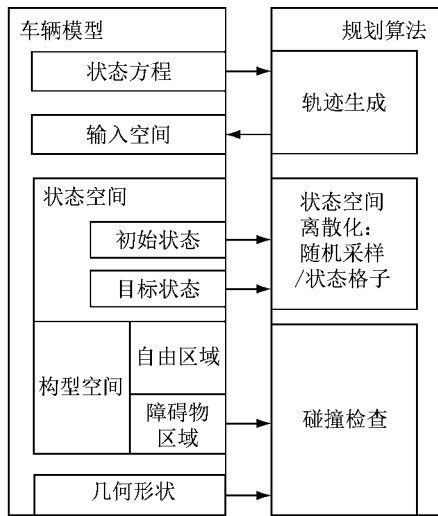 车辆模型
规划算法
状态方程
轨迹生成
输入空间
状态空间
初始状态
目标状态
状态空间
离散化：
随机采样
/状态格子
构型空间
自由区域
障碍物
区域
碰撞检查
几何形状